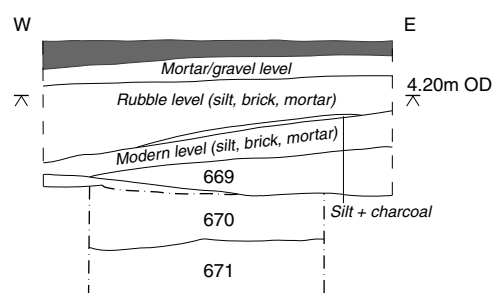 W
E
Mortar/gravel level
4.20m OD
Rubble level (silt, brick, mortar)
Modern level (silt, brick, mortar)
669
Silt + charcoal
670
671